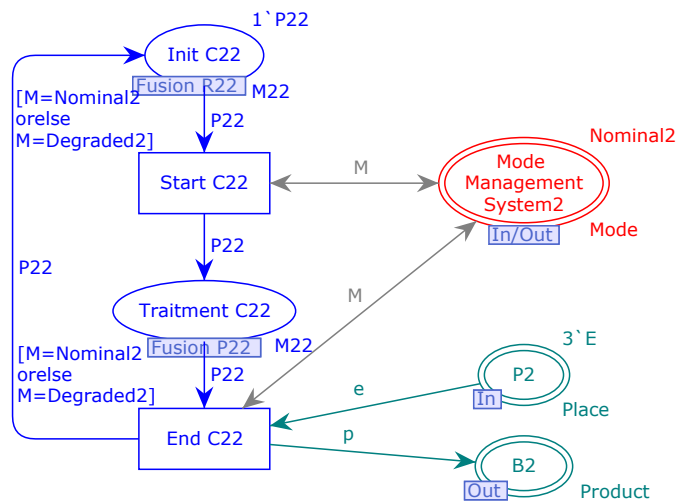 1`P22
Init C22
Fusion R22
M22
[M=Nominal2
orelse
M=Degraded2]
P22
Nominal2
Start C22
M
Mode
Management
System2
In/Out
Mode
P22
P22
M
Traitment C22
Fusion P22
M22
3`E
[M=Nominal2
orelse
M=Degraded2]
P22
e
P2
In
Place
End C22
p
B2
Out
Product